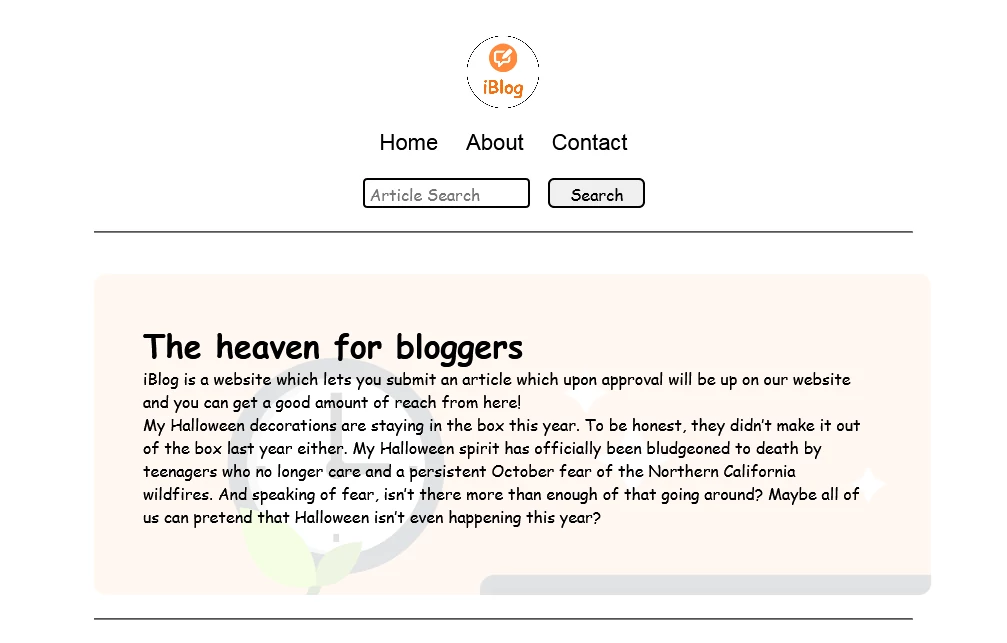 iBlog
Home About Contact
Article Search Search
The heaven for bloggers
iBlog is a website which lets you submit an article which upon approval will be up on our website
and you can get a good amount of reach from here!
My Halloween decorations are staying in the box this year. To be honest, they didn’t make it out
of the box last year either. My Halloween spirit has officially been bludgeoned to death by
teenagers who no longer care and a persistent October fear of the Northern California
wildfires. And speaking of fear, isn’t there more than enough of that going around? Maybe all of
us can pretend that Halloween isn’t even happening this year?